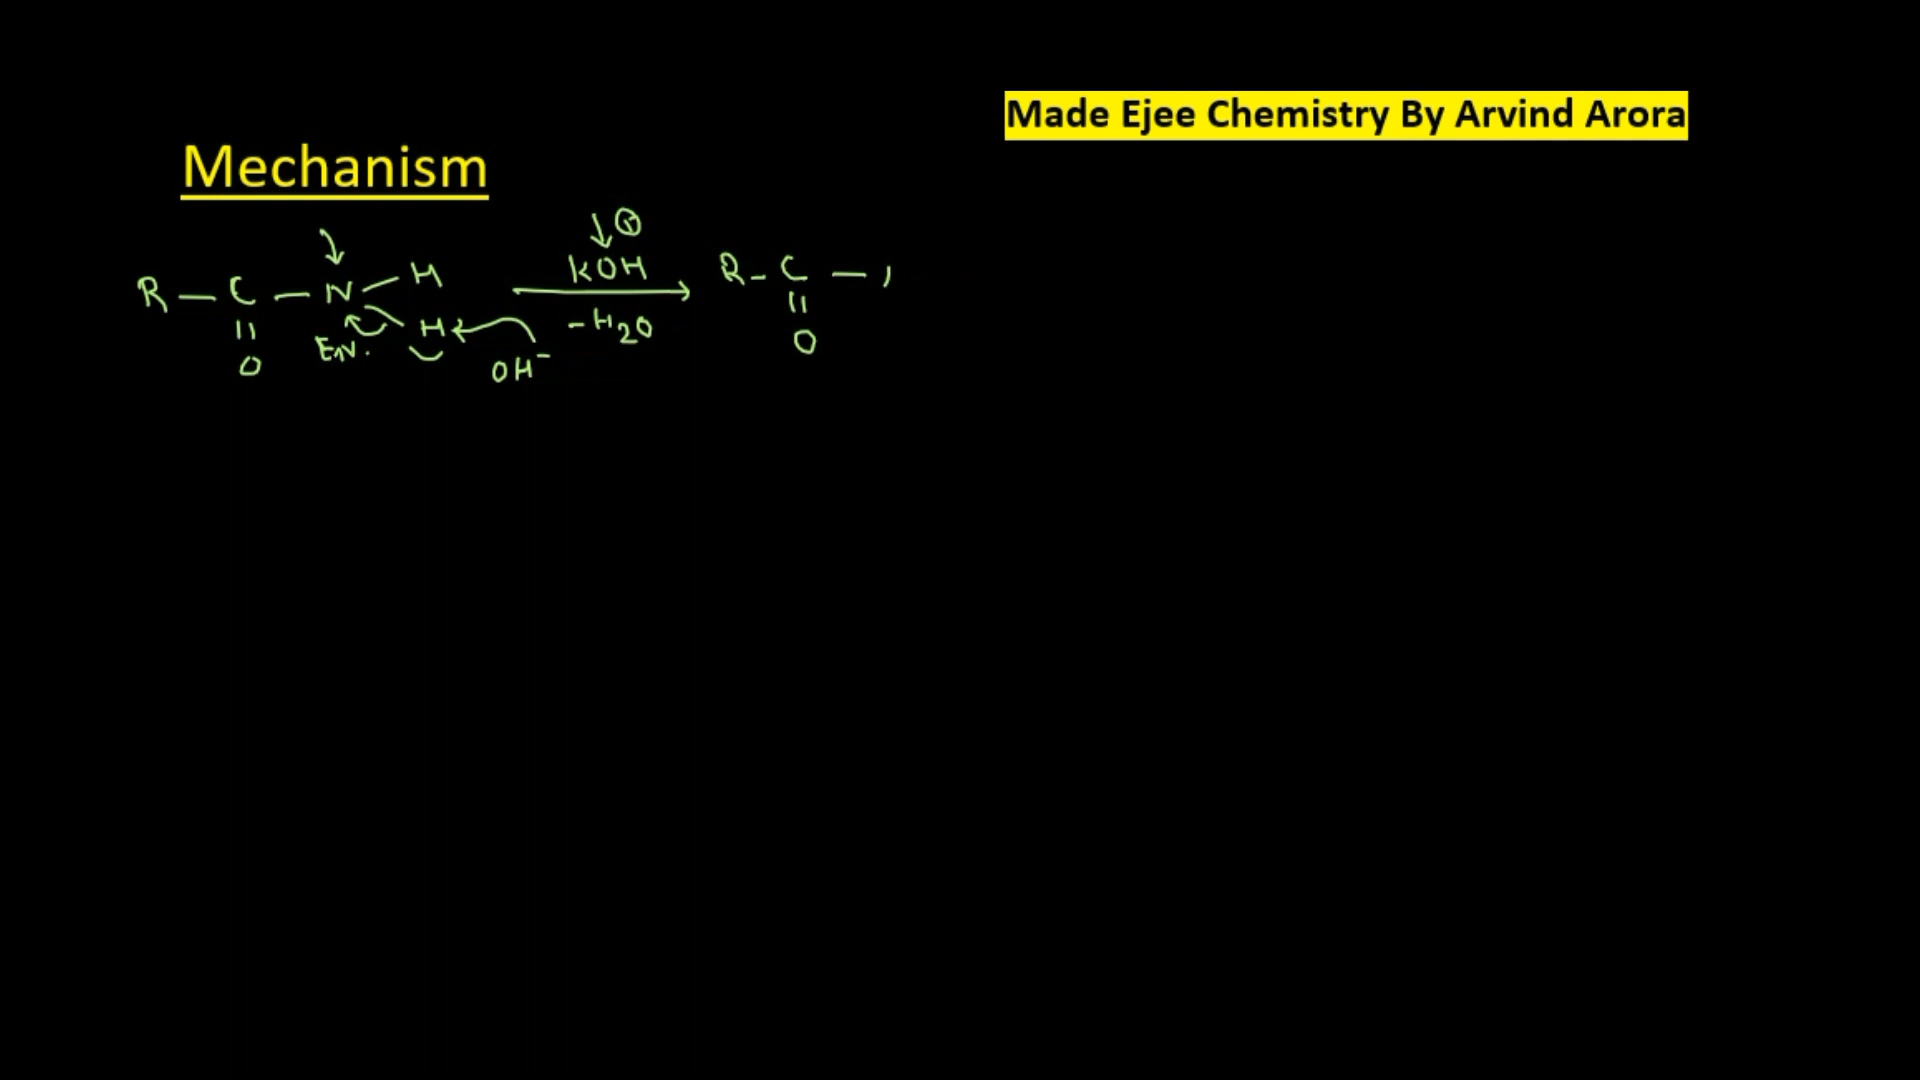 Made Ejee Chemistry By Arvind Arora
Mechanism
R — C — N — H KOH R - C —
|| EN. H OH⁻ - H2O ||
O O